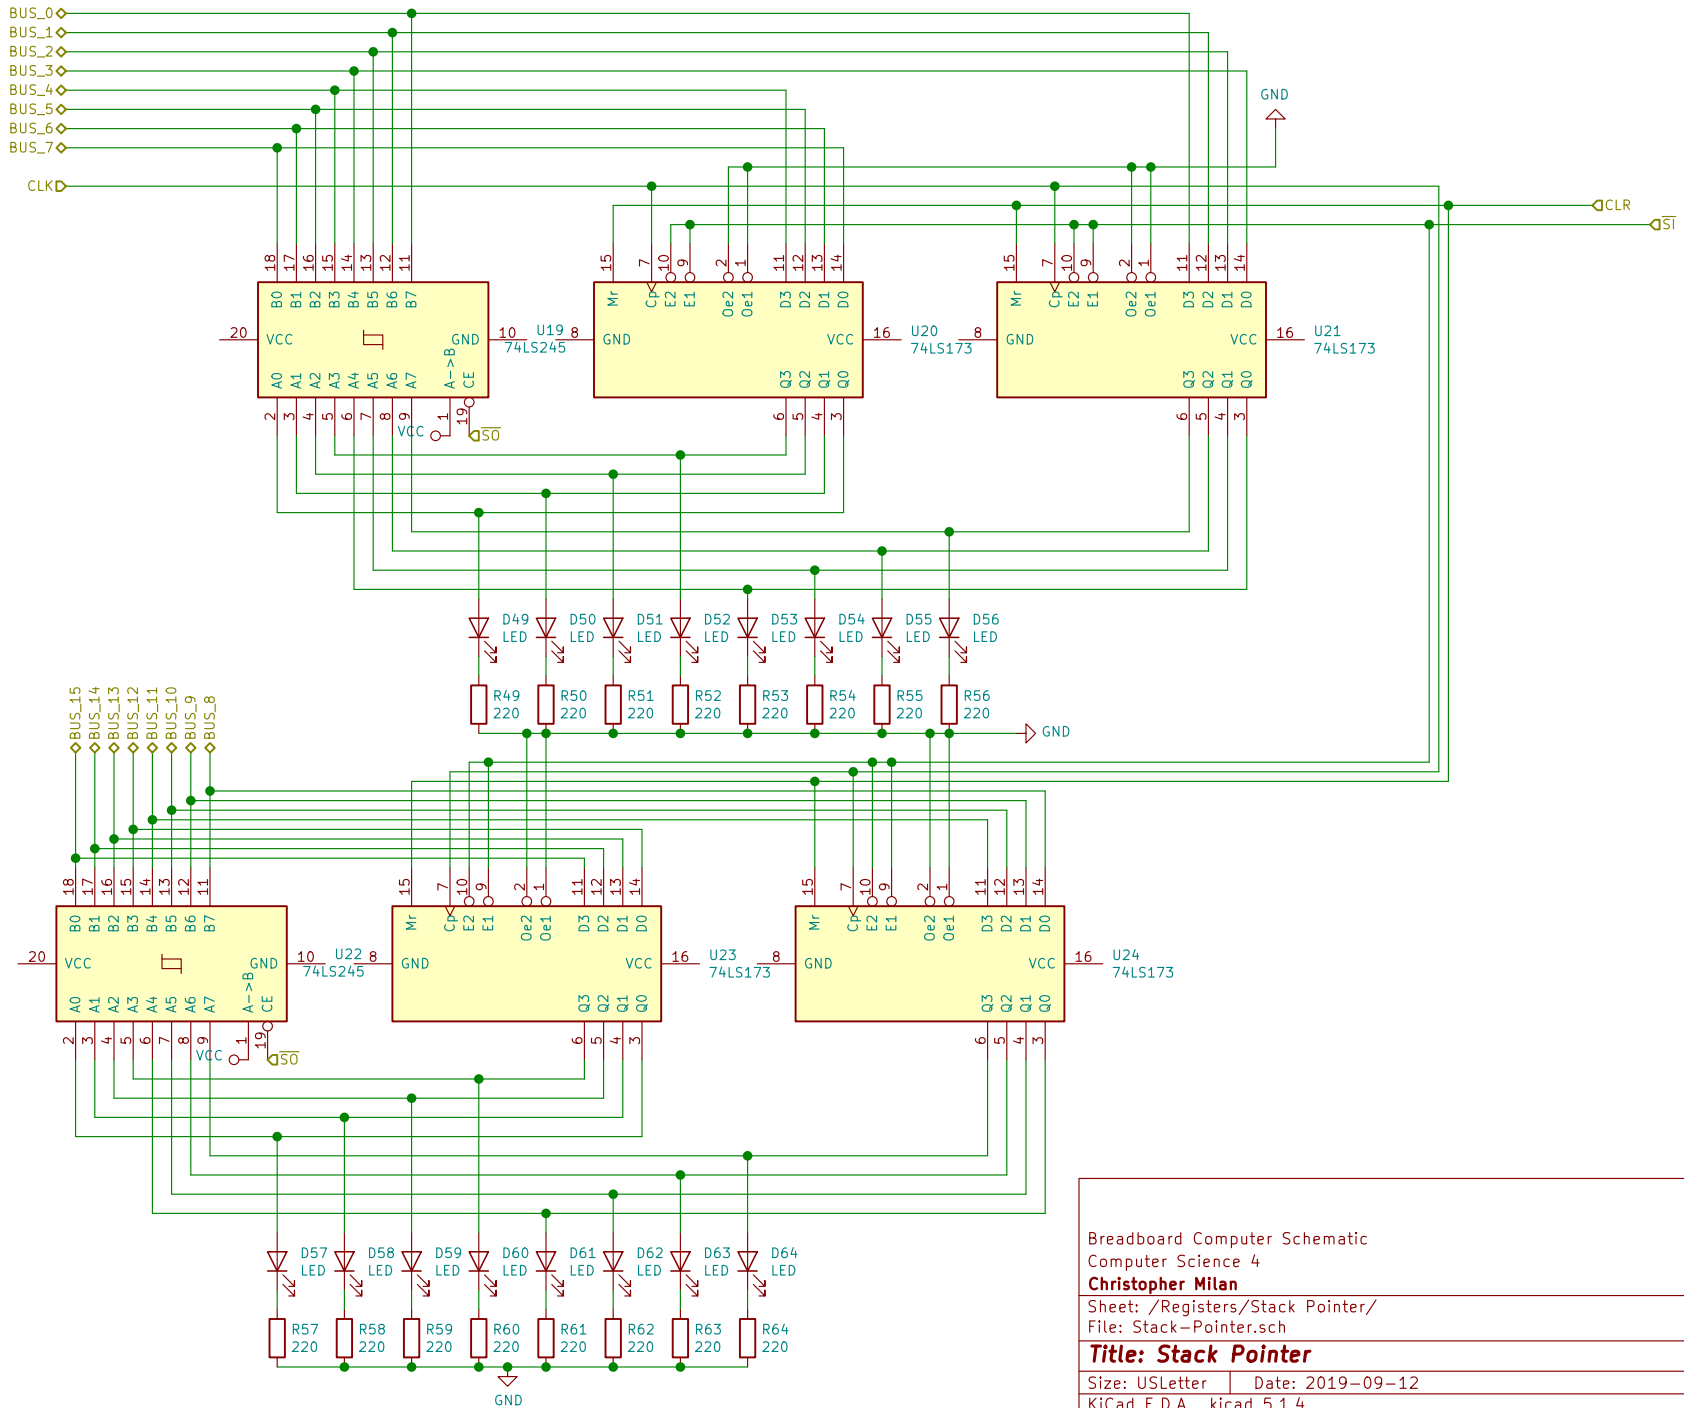 BUS_0
BUS_1
BUS_2
BUS_3
BUS_4
BUS_5
BUS_6
BUS_7
CLK
GND
CLR
SI
18 17 16 15 14 13 12 11
15 7 10 9 2 1 11 12 13 14
15 7 10 9 2 1 11 12 13 14
B0 B1 B2 B3 B4 B5 B6 B7
Mr Cp E2 E1 Oe2 Oe1 D3 D2 D1 D0
Mr Cp E2 E1 Oe2 Oe1 D3 D2 D1 D0
20 VCC GND 10
U19
74LS245
8 GND VCC 16
U20
74LS173
8 GND VCC 16
U21
74LS173
A0 A1 A2 A3 A4 A5 A6 A7 A->B CE
Q3 Q2 Q1 Q0
Q3 Q2 Q1 Q0
2 3 4 5 6 7 8 9 1 19
6 5 4 3
6 5 4 3
VCC
SO
D49 D50 D51 D52 D53 D54 D55 D56
LED LED LED LED LED LED LED LED
R49 R50 R51 R52 R53 R54 R55 R56
220 220 220 220 220 220 220 220
GND
BUS_15
BUS_14
BUS_13
BUS_12
BUS_11
BUS_10
BUS_9
BUS_8
18 17 16 15 14 13 12 11
15 7 10 9 2 1 11 12 13 14
15 7 10 9 2 1 11 12 13 14
B0 B1 B2 B3 B4 B5 B6 B7
Mr Cp E2 E1 Oe2 Oe1 D3 D2 D1 D0
Mr Cp E2 E1 Oe2 Oe1 D3 D2 D1 D0
20 VCC GND 10
U22
74LS245
8 GND VCC 16
U23
74LS173
8 GND VCC 16
U24
74LS173
A0 A1 A2 A3 A4 A5 A6 A7 A->B CE
Q3 Q2 Q1 Q0
Q3 Q2 Q1 Q0
2 3 4 5 6 7 8 9 1 19
6 5 4 3
6 5 4 3
VCC
SO
D57 D58 D59 D60 D61 D62 D63 D64
LED LED LED LED LED LED LED LED
R57 R58 R59 R60 R61 R62 R63 R64
220 220 220 220 220 220 220 220
GND
Breadboard Computer Schematic
Computer Science 4
Christopher Milan
Sheet: /Registers/Stack Pointer/
File: Stack-Pointer.sch
Title: Stack Pointer
Size: USLetter Date: 2019-09-12
KiCad E.D.A. kicad 5.1.4